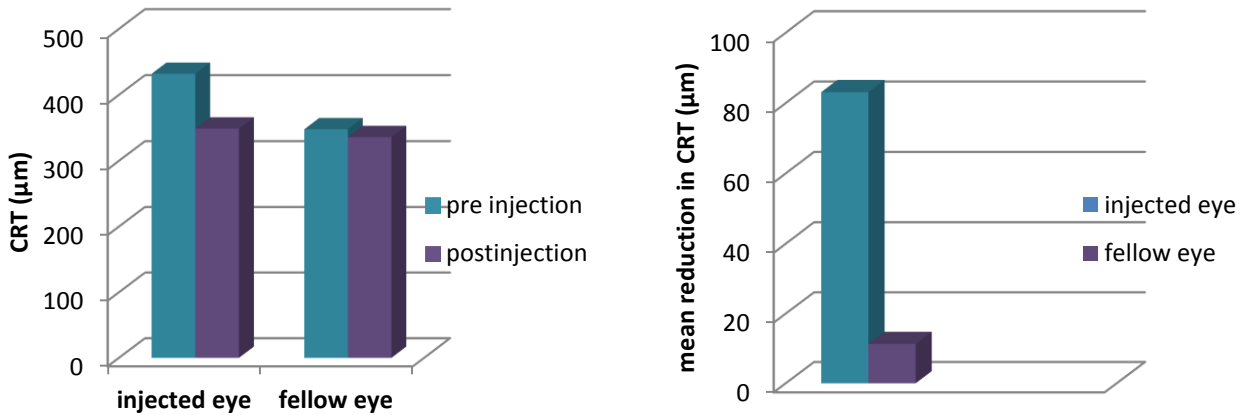 CRT (µm)
500
400
300
200
100
0
injected eye
fellow eye
pre injection
postinjection
mean reduction in CRT (µm)
100
80
60
40
20
0
injected eye
fellow eye